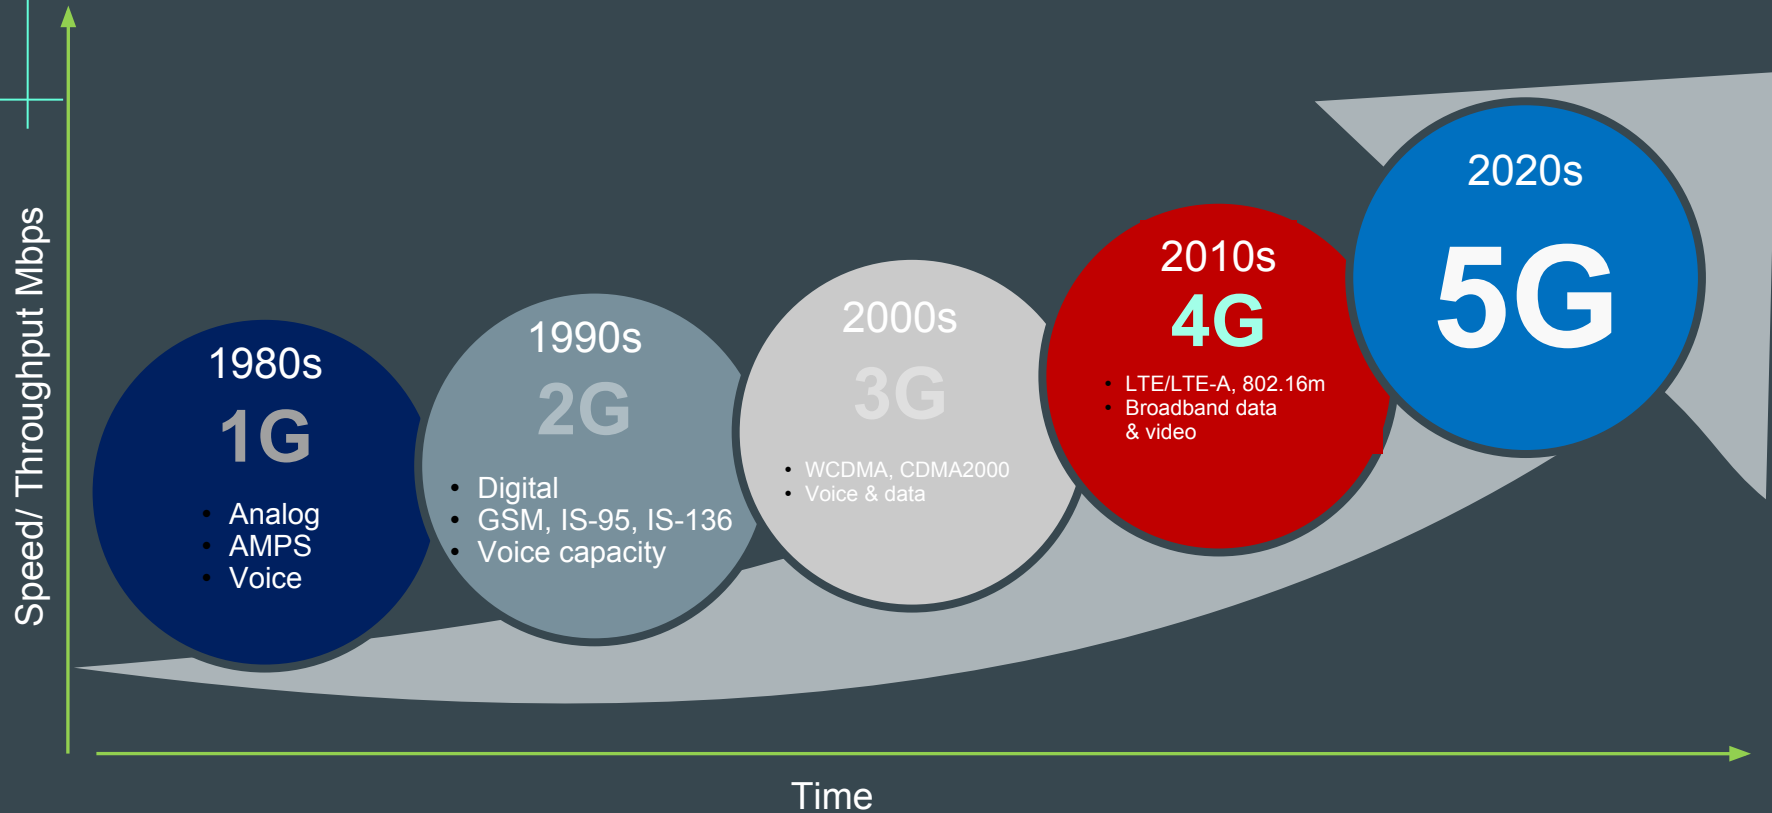 Speed/ Throughput Mbps
1980s
1G
• Analog
• AMPS
• Voice
1990s
2G
• Digital
• GSM, IS-95, IS-136
• Voice capacity
2000s
3G
• WCDMA, CDMA2000
• Voice & data
2010s
4G
• LTE/LTE-A, 802.16m
• Broadband data
& video
2020s
5G
Time